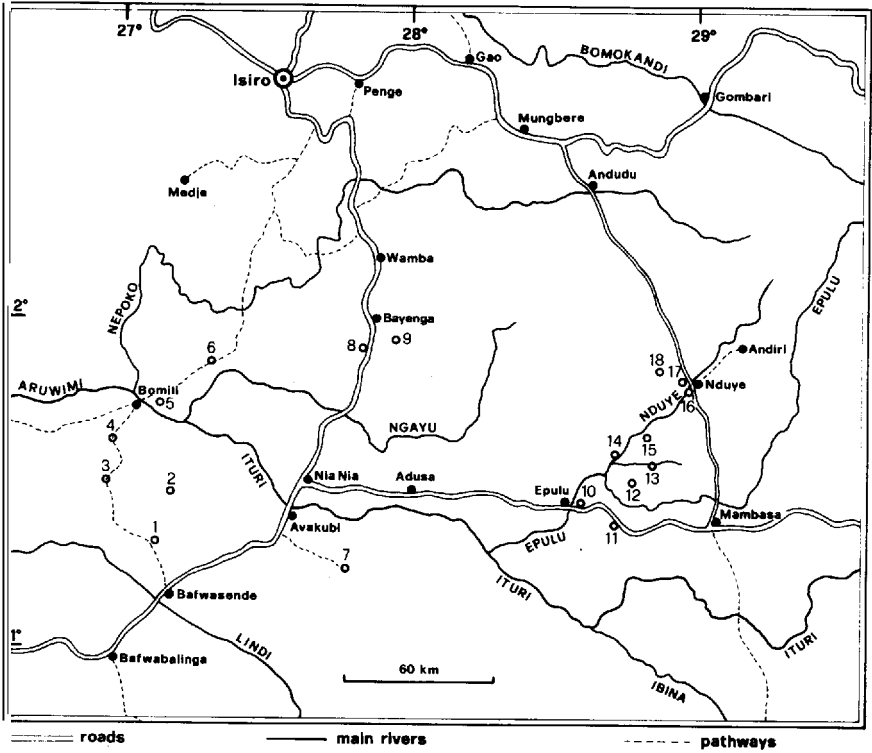 27°
28°
29°
Isiro
Gao
BOMOKANDI
Penge
Gombari
Mungbere
Medje
Andudu
Wamba
EPULU
2°
NEPOKO
Bayenga
8
9
6
Andiri
18
17
Nduye
ARUWIMI
Bomili
5
16
NDUYE
4
NGAYU
15
14
3
ITURI
13
2
Nia Nia
Adusa
12
Epulu
10
Avakubi
Mambasa
11
1
EPULU
7
ITURI
Bafwasende
1°
LINDI
ITURI
Bafwabalinga
60 km
IBINA
roads
main rivers
pathways